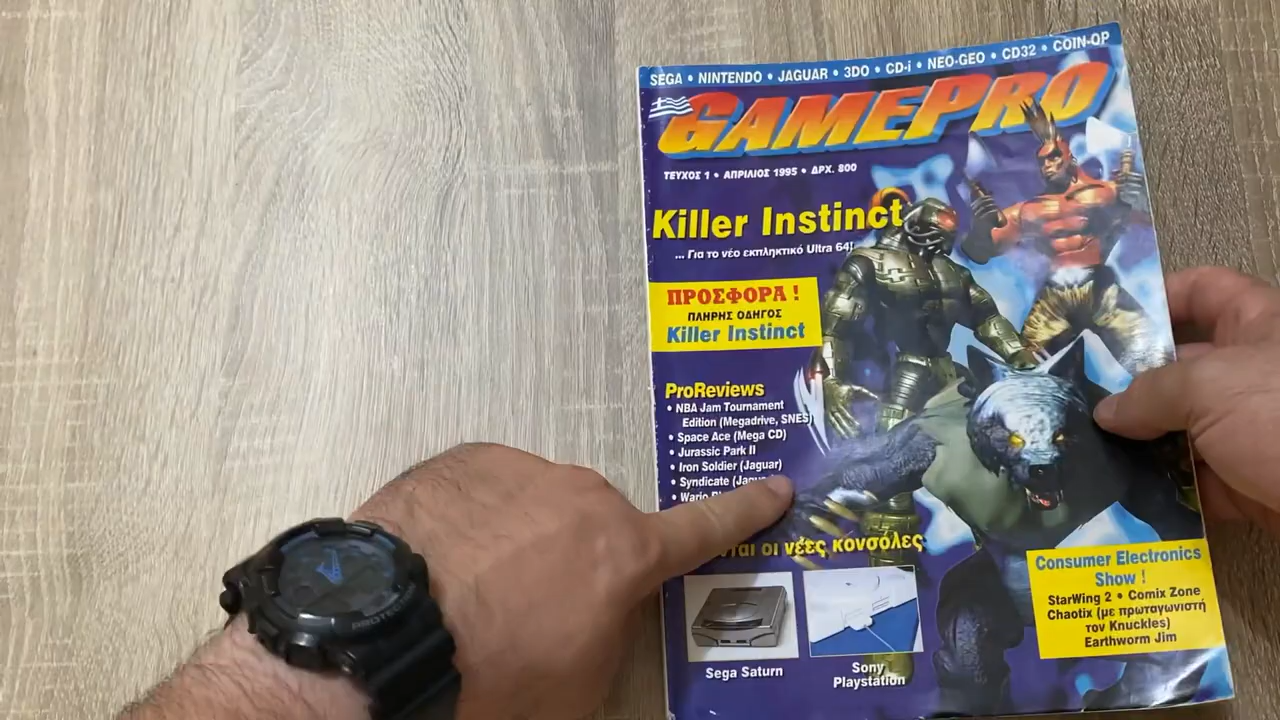 SEGA • NINTENDO • JAGUAR • 3DO • CD-i • NEO-GEO • CD32 • COIN-OP
GAMEPRO
ΤΕΥΧΟΣ 1 • ΑΠΡΙΛΙΟΣ 1995 • ΔΡΧ. 800
Killer Instinct
... Για το νέο εκπληκτικό Ultra 64!
ΠΡΟΣΦΟΡΑ !
ΠΛΗΡΗΣ ΟΔΗΓΟΣ
Killer Instinct
ProReviews
• NBA Jam Tournament
Edition (Megadrive, SNES)
• Space Ace (Mega CD)
• Jurassic Park II
• Iron Soldier (Jaguar)
• Syndicate
• Wario
οι νέες κονσόλες
Sega Saturn
Sony
Playstation
Consumer Electronics
Show !
StarWing 2 • Comix Zone
Chaotix (με πρωταγωνιστή
τον Knuckles)
Earthworm Jim
PROTECTION